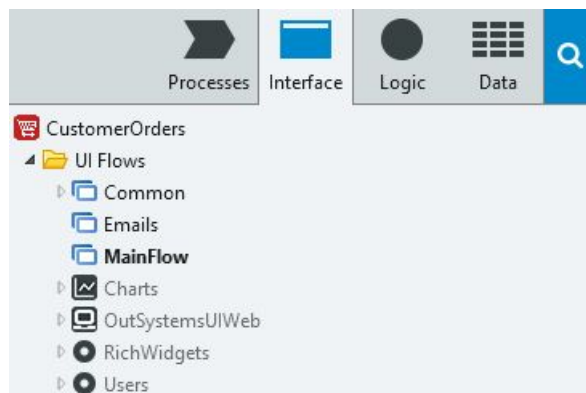 Processes Interface Logic Data
CustomerOrders
UI Flows
Common
Emails
MainFlow
Charts
OutSystemsUIWeb
RichWidgets
Users